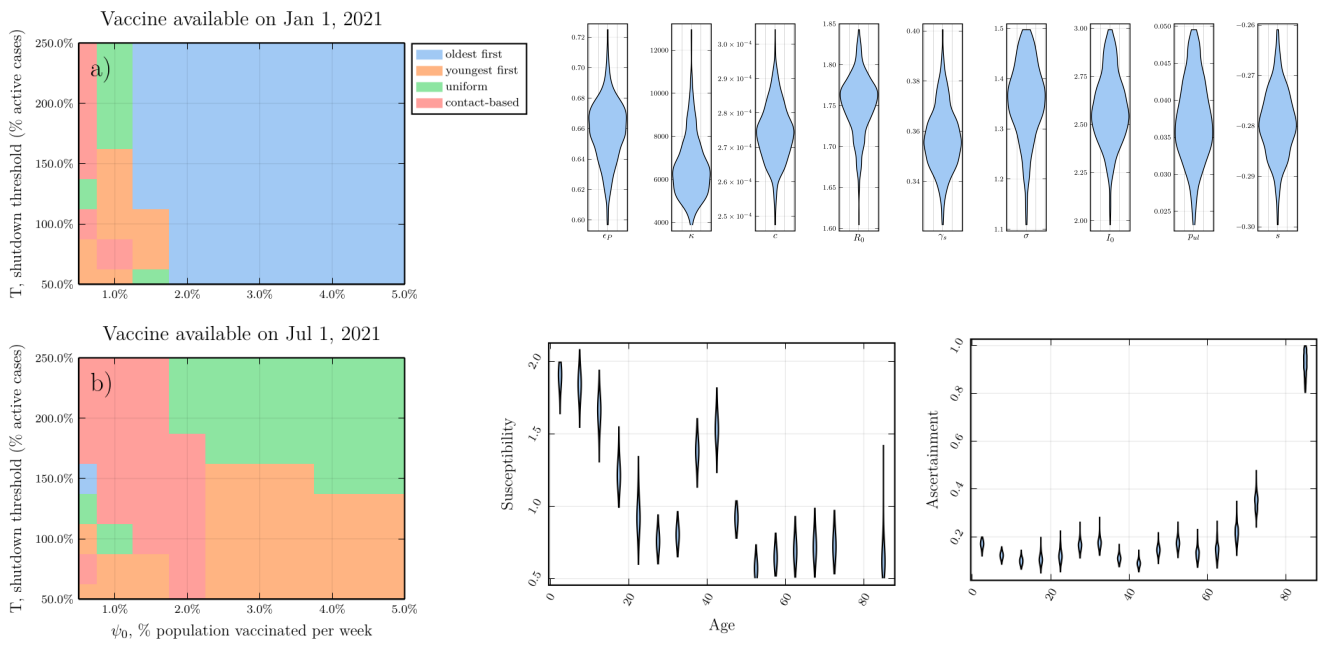 Vaccine available on Jan 1, 2021
T, shutdown threshold (% active cases)
250.0%
200.0%
150.0%
100.0%
50.0%
a)
1.0% 2.0% 3.0% 4.0% 5.0%
oldest first
youngest first
uniform
contact-based
0.72
0.70
0.68
0.66
0.64
0.62
0.60
ϵP
12000
10000
8000
6000
4000
κ
3.0 × 10⁻⁴
2.9 × 10⁻⁴
2.8 × 10⁻⁴
2.7 × 10⁻⁴
2.6 × 10⁻⁴
2.5 × 10⁻⁴
c
1.85
1.80
1.75
1.70
1.65
1.60
R₀
0.40
0.38
0.36
0.34
γs
1.5
1.4
1.3
1.2
1.1
σ
3.00
2.75
2.50
2.25
2.00
I₀
0.050
0.045
0.040
0.035
0.030
0.025
−0.26
−0.27
−0.28
−0.29
−0.30
s
Vaccine available on Jul 1, 2021
T, shutdown threshold (% active cases)
250.0%
200.0%
150.0%
100.0%
50.0%
b)
1.0% 2.0% 3.0% 4.0% 5.0%
ψ₀, % population vaccinated per week
Susceptibility
2.0
1.5
1.0
0.5
0 20 40 60 80
Age
Ascertainment
1.0
0.8
0.6
0.4
0.2
0 20 40 60 80